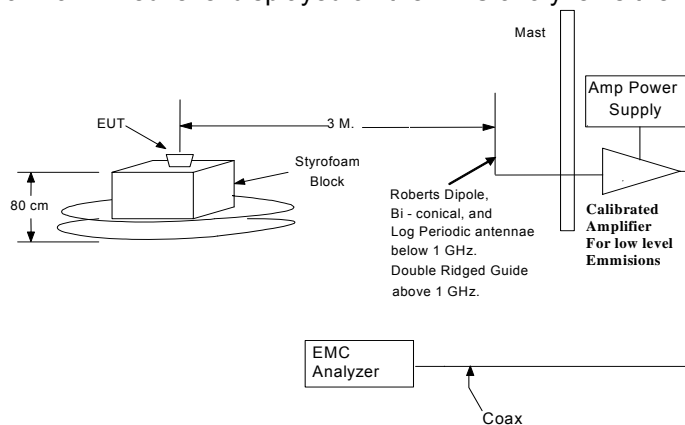 Mast
Amp Power
Supply
EUT
3 M.
Styrofoam
Block
80 cm
Roberts Dipole,
Bi - conical, and
Log Periodic antennae
below 1 GHz.
Double Ridged Guide
above 1 GHz.
Calibrated
Amplifier
For low level
Emmisions
EMC
Analyzer
Coax